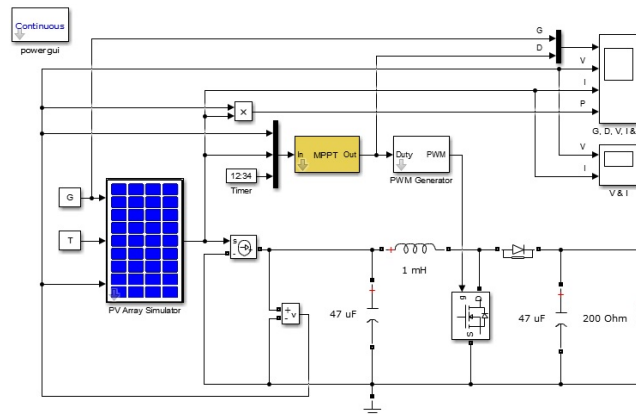 Continuous
powergui
G
D
V
I
P
G, D, V, I &
V
I
V & I
In MPPT Out
Duty PWM
PWM Generator
12:34
Timer
G
T
PV Array Simulator
s
-
+
-
v
+
1 mH
47 uF
+
g
D
S
47 uF
+
200 Ohm